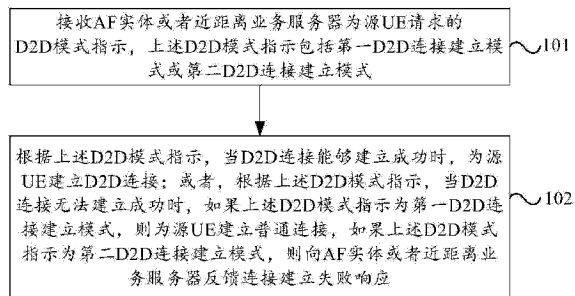 接收AF实体或者近距离业务服务器为源UE请求的
D2D模式指示，上述D2D模式指示包括第一D2D连接建立模
式或第二D2D连接建立模式
101
根据上述D2D模式指示，当D2D连接能够建立成功时，为源
UE建立D2D连接；或者，根据上述D2D模式指示，当D2D
连接无法建立成功时，如果上述D2D模式指示为第一D2D连
接建立模式，则为源UE建立普通连接，如果上述D2D模式
指示为第二D2D连接建立模式，则向AF实体或者近距离业
务服务器反馈连接建立失败响应
102